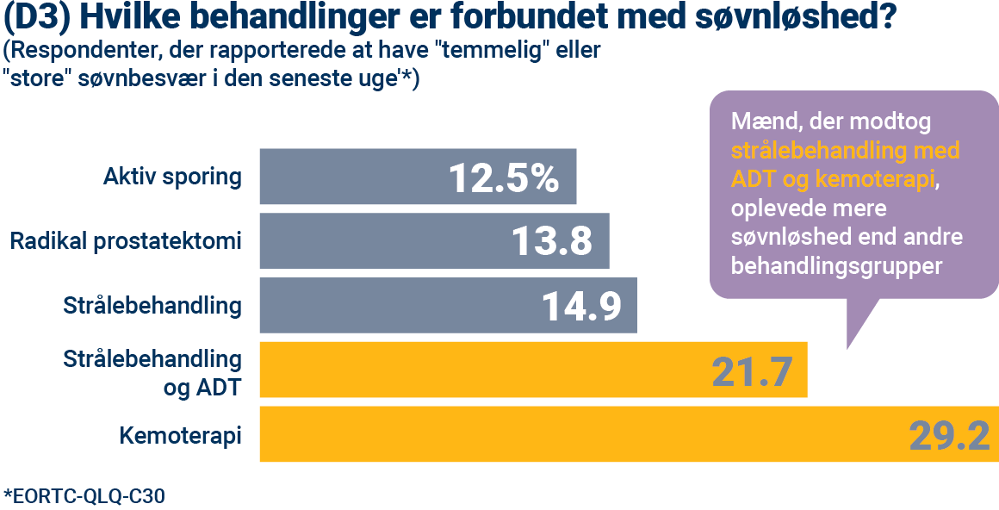 (D3) Hvilke behandlinger er forbundet med søvnløshed?
(Respondenter, der rapporterede at have "temmelig" eller
"store" søvnbesvær i den seneste uge'*)
Mænd, der modtog
strålebehandling med
ADT og kemoterapi,
oplevede mere
søvnløshed end andre
behandlingsgrupper
Aktiv sporing 12.5%
Radikal prostatektomi 13.8
Strålebehandling 14.9
Strålebehandling
og ADT 21.7
Kemoterapi 29.2
*EORTC-QLQ-C30